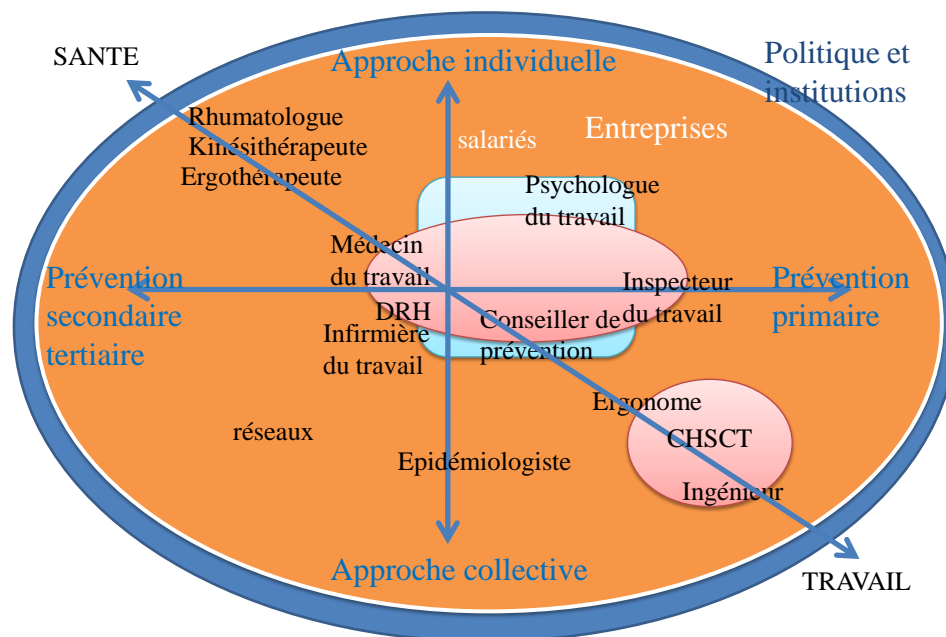 SANTE
Approche individuelle
Politique et
institutions
Rhumatologue
Kinésithérapeute
Ergothérapeute
salariés
Entreprises
Psychologue
du travail
Médecin
du travail
Prévention
secondaire
tertiaire
Inspecteur
du travail
Prévention
primaire
DRH
Infirmière
du travail
Conseiller de
prévention
Ergonome
réseaux
CHSCT
Epidémiologiste
Ingénieur
Approche collective
TRAVAIL